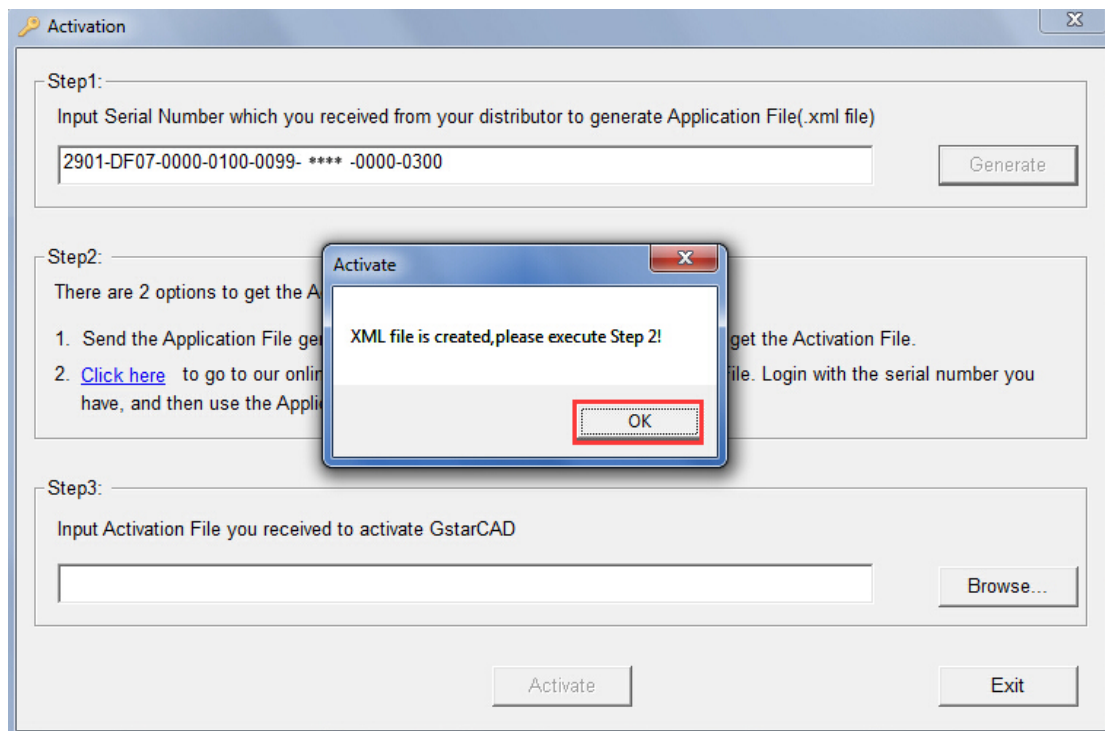 Activation
Step1:
Input Serial Number which you received from your distributor to generate Application File(.xml file)
2901-DF07-0000-0100-0099- **** -0000-0300
Generate
Step2:
There are 2 options to get the
Activate
XML file is created,please execute Step 2!
OK
1. Send the Application File get the Activation File.
2. Click here to go to our Login with the serial number you
have, and then use the
Step3:
Input Activation File you received to activate GstarCAD
Browse...
Activate
Exit